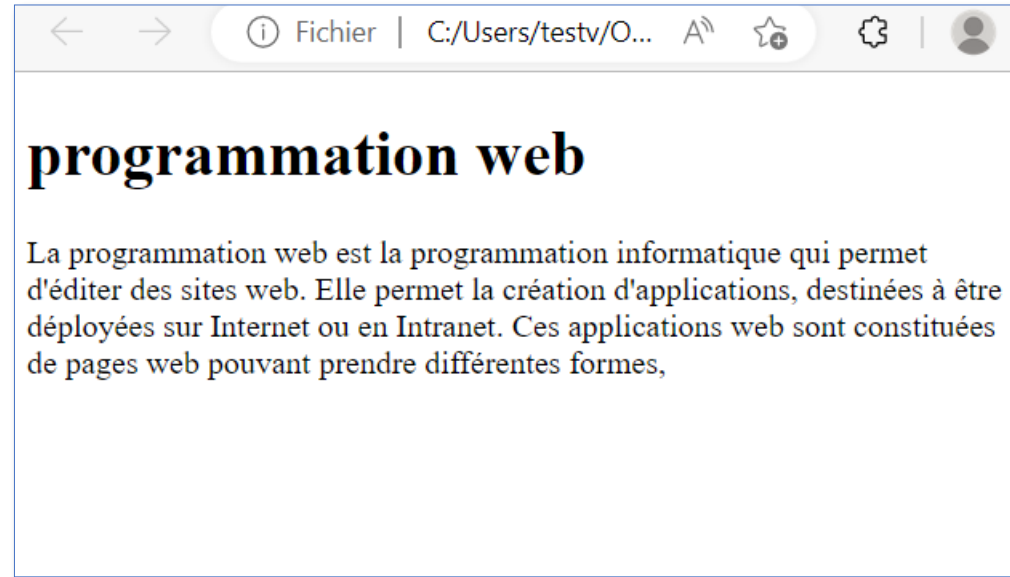 Fichier | C:/Users/testv/O...
programmation web
La programmation web est la programmation informatique qui permet
d'éditer des sites web. Elle permet la création d'applications, destinées à être
déployées sur Internet ou en Intranet. Ces applications web sont constituées
de pages web pouvant prendre différentes formes,